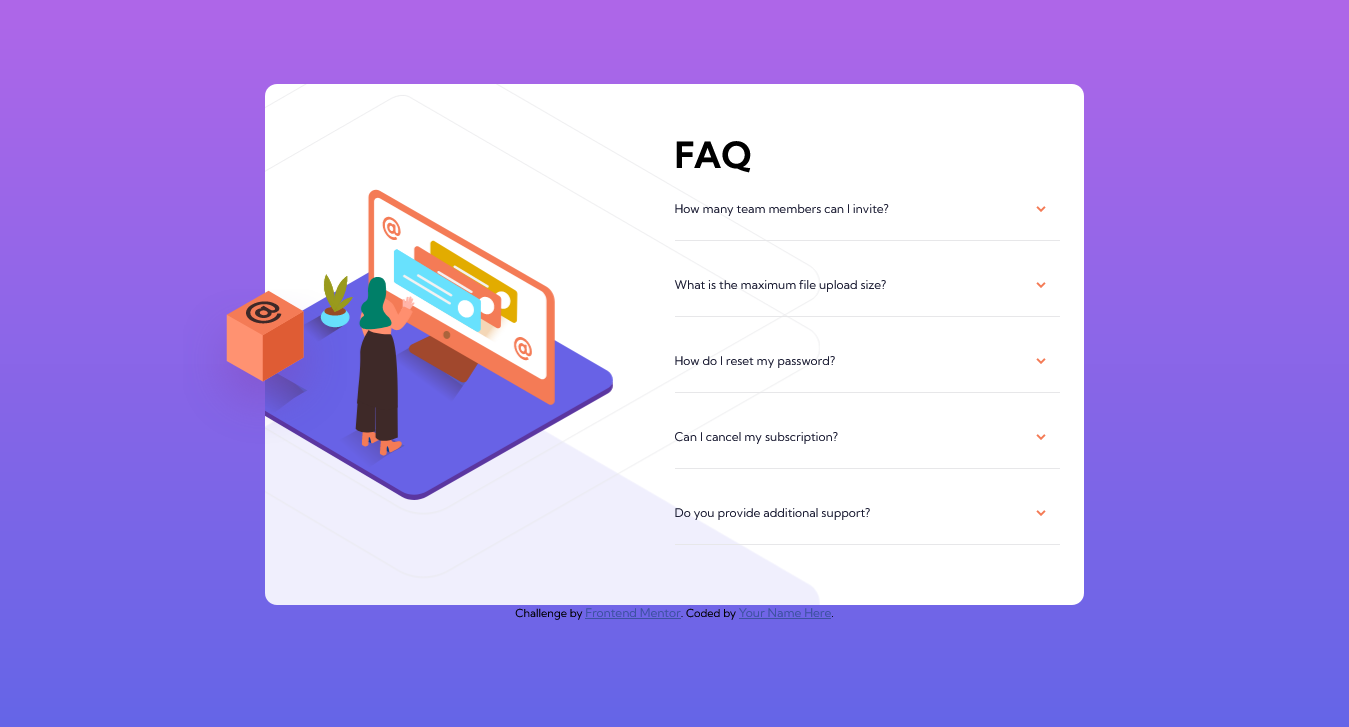 FAQ
How many team members can I invite?
What is the maximum file upload size?
How do I reset my password?
Can I cancel my subscription?
Do you provide additional support?
Challenge by Frontend Mentor. Coded by Your Name Here.
@
@
@